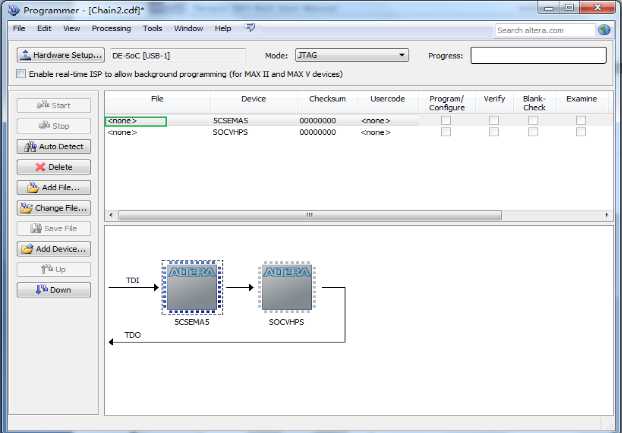 Programmer - [Chain2.cdf]*
File Edit View Processing Tools Window Help Search altera.com
Hardware Setup... DE-SoC [USB-1] Mode: JTAG Progress:
Enable real-time ISP to allow background programming (for MAX II and MAX V devices)
Start
Stop
Auto Detect
Delete
Add File...
Change File...
Save File
Add Device...
Up
Down
File Device Checksum Usercode Program/ Verify Blank- Examine
Configure Check
<none> 5CSEMA5 00000000 <none>
<none> SOCVHPS 00000000 <none>
TDI
ALTERA ALTERA
5CSEMA5 SOCVHPS
TDO